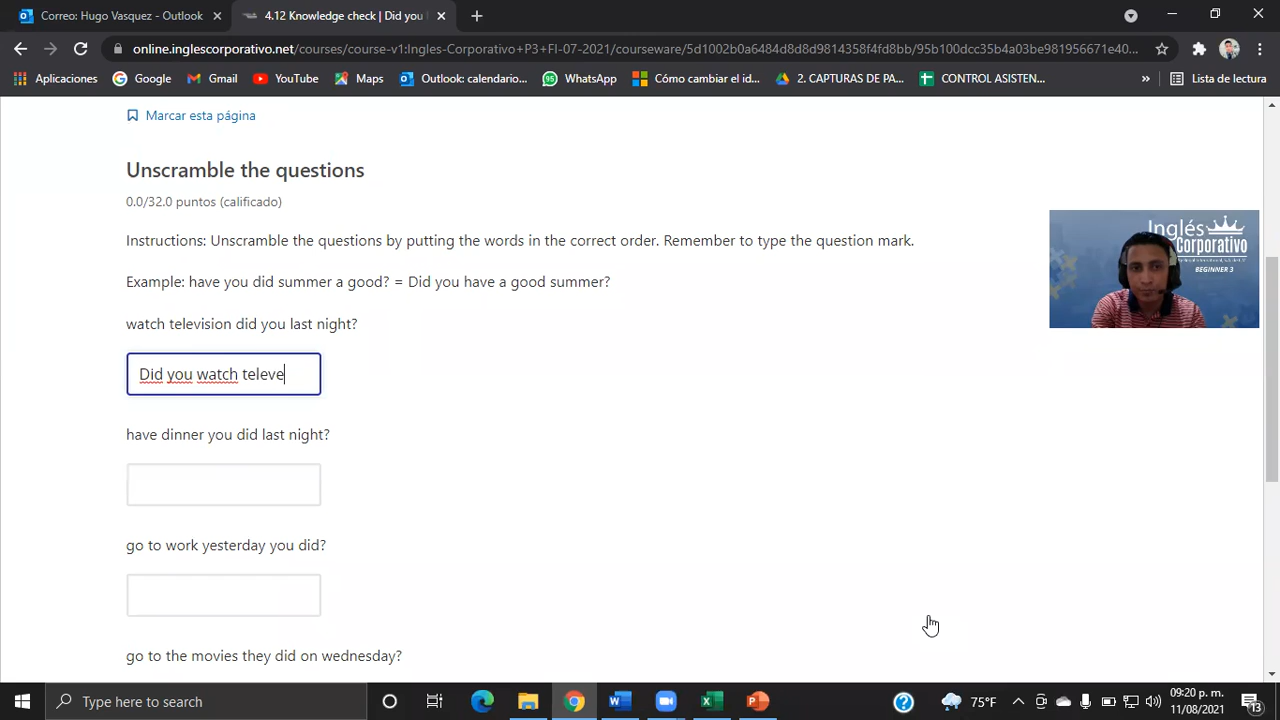 Correo: Hugo Vasquez - Outlook
4.12 Knowledge check | Did you
online.inglescorporativo.net/courses/course-v1:Ingles-Corporativo+P3+FI-07-2021/courseware/5d1002b0a6484d8d8d9814358f4fd8bb/95b100dcc35b4a03be981956671e40...
Aplicaciones Google Gmail YouTube Maps Outlook: calendario... WhatsApp Cómo cambiar el id... 2. CAPTURAS DE PA... CONTROL ASISTEN... » Lista de lectura
Marcar esta página
Unscramble the questions
0.0/32.0 puntos (calificado)
Instructions: Unscramble the questions by putting the words in the correct order. Remember to type the question mark.
Inglés
Corporativo
BEGINNER 3
Example: have you did summer a good? = Did you have a good summer?
watch television did you last night?
Did you watch televe
have dinner you did last night?
go to work yesterday you did?
go to the movies they did on wednesday?
Type here to search
75°F
09:20 p. m.
11/08/2021
13